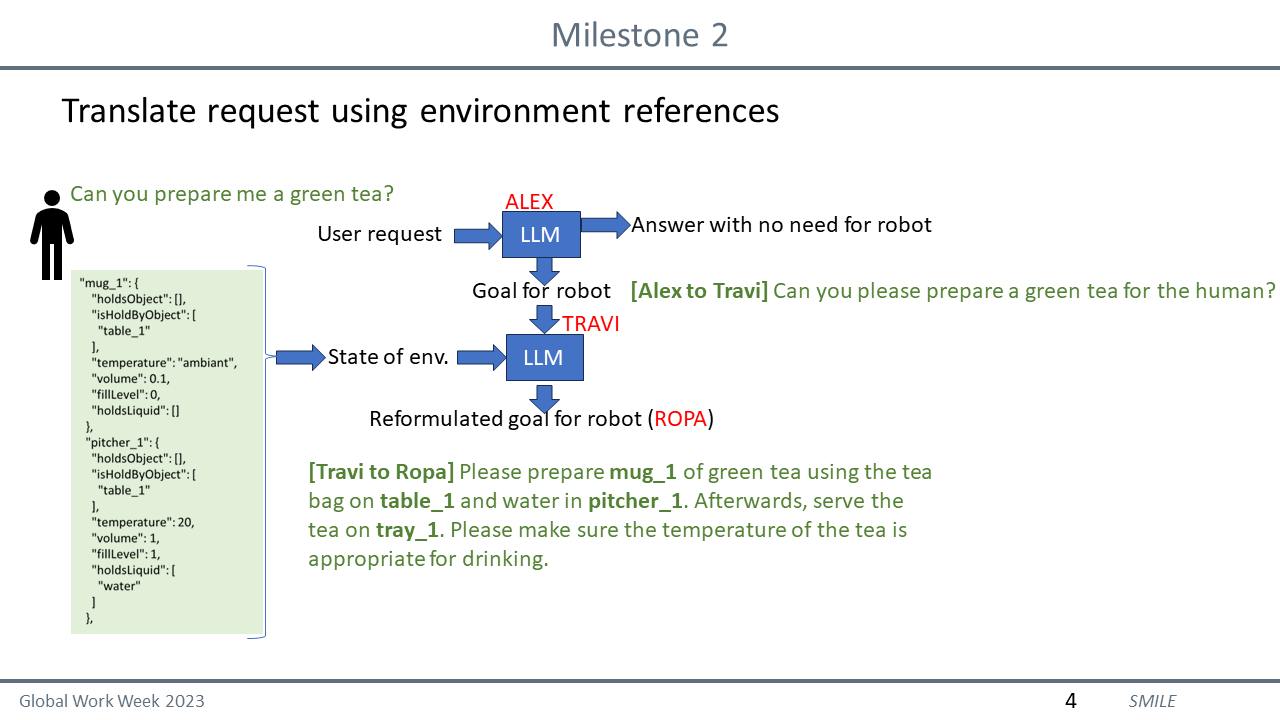 Milestone 2
Translate request using environment references
Can you prepare me a green tea?
ALEX
User request
LLM
Answer with no need for robot
Goal for robot
[Alex to Travi] Can you please prepare a green tea for the human?
TRAVI
State of env.
LLM
Reformulated goal for robot (ROPA)
"mug_1": {
"holdsObject": [],
"isHoldByObject": [
"table_1"
],
"temperature": "ambiant",
"volume": 0.1,
"fillLevel": 0,
"holdsLiquid": []
},
"pitcher_1": {
"holdsObject": [],
"isHoldByObject": [
"table_1"
],
"temperature": 20,
"volume": 1,
"fillLevel": 1,
"holdsLiquid": [
"water"
]
},
[Travi to Ropa] Please prepare mug_1 of green tea using the tea
bag on table_1 and water in pitcher_1. Afterwards, serve the
tea on tray_1. Please make sure the temperature of the tea is
appropriate for drinking.
Global Work Week 2023
4
SMILE